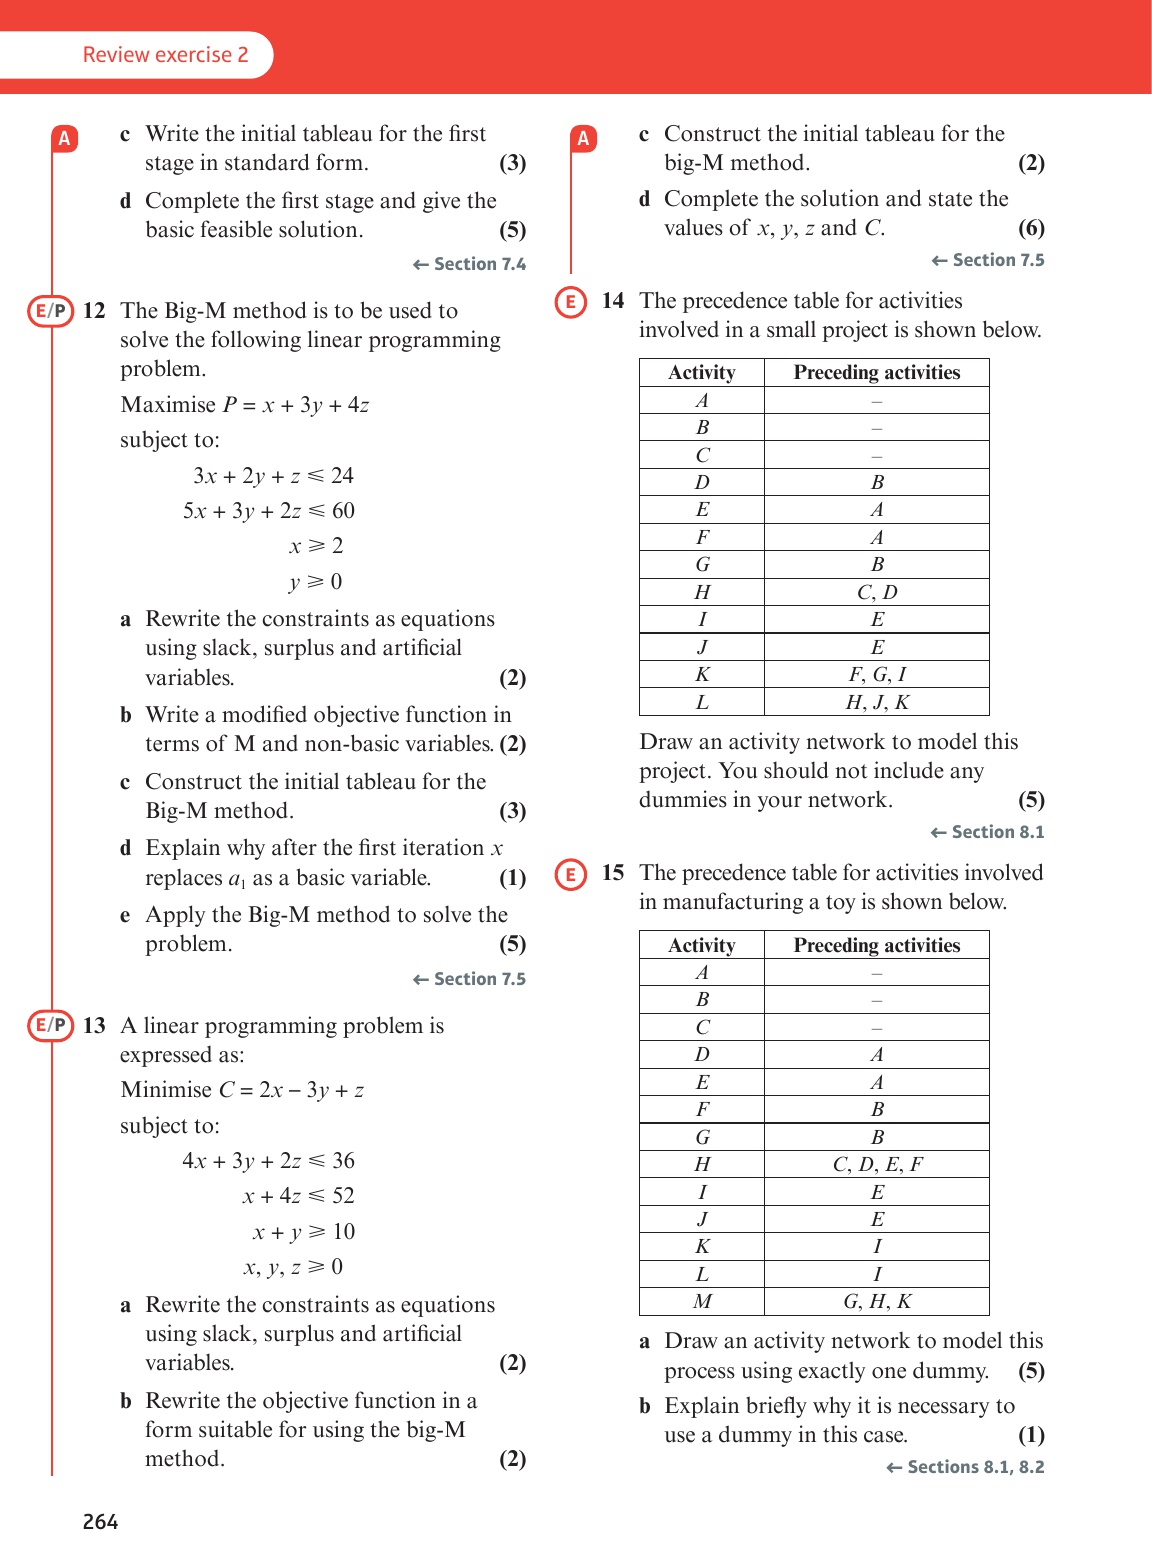 Review exercise 2
A
c Write the initial tableau for the first
stage in standard form. (3)
d Complete the first stage and give the
basic feasible solution. (5)
← Section 7.4
E/P 12 The Big-M method is to be used to
solve the following linear programming
problem.
Maximise P = x + 3y + 4z
subject to:
3x + 2y + z ⩽ 24
5x + 3y + 2z ⩽ 60
x ⩾ 2
y ⩾ 0
a Rewrite the constraints as equations
using slack, surplus and artificial
variables. (2)
b Write a modified objective function in
terms of M and non-basic variables. (2)
c Construct the initial tableau for the
Big-M method. (3)
d Explain why after the first iteration x
replaces a₁ as a basic variable. (1)
e Apply the Big-M method to solve the
problem. (5)
← Section 7.5
E/P 13 A linear programming problem is
expressed as:
Minimise C = 2x − 3y + z
subject to:
4x + 3y + 2z ⩽ 36
x + 4z ⩽ 52
x + y ⩾ 10
x, y, z ⩾ 0
a Rewrite the constraints as equations
using slack, surplus and artificial
variables. (2)
b Rewrite the objective function in a
form suitable for using the big-M
method. (2)
A
c Construct the initial tableau for the
big-M method. (2)
d Complete the solution and state the
values of x, y, z and C. (6)
← Section 7.5
E 14 The precedence table for activities
involved in a small project is shown below.
Activity Preceding activities
A –
B –
C –
D B
E A
F A
G B
H C, D
I E
J E
K F, G, I
L H, J, K
Draw an activity network to model this
project. You should not include any
dummies in your network. (5)
← Section 8.1
E 15 The precedence table for activities involved
in manufacturing a toy is shown below.
Activity Preceding activities
A –
B –
C –
D A
E A
F B
G B
H C, D, E, F
I E
J E
K I
L I
M G, H, K
a Draw an activity network to model this
process using exactly one dummy. (5)
b Explain briefly why it is necessary to
use a dummy in this case. (1)
← Sections 8.1, 8.2
264